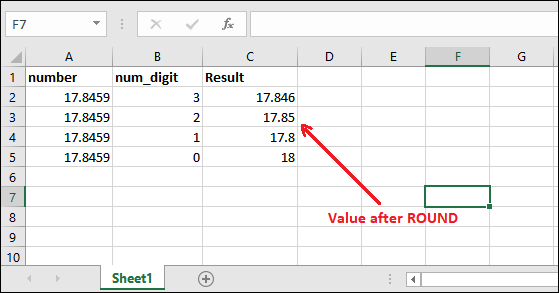 F7 fx
A B C D E F G
1 number num_digit Result
2 17.8459 3 17.846
3 17.8459 2 17.85
4 17.8459 1 17.8
5 17.8459 0 18
6
7
8 Value after ROUND
9
10
Sheet1